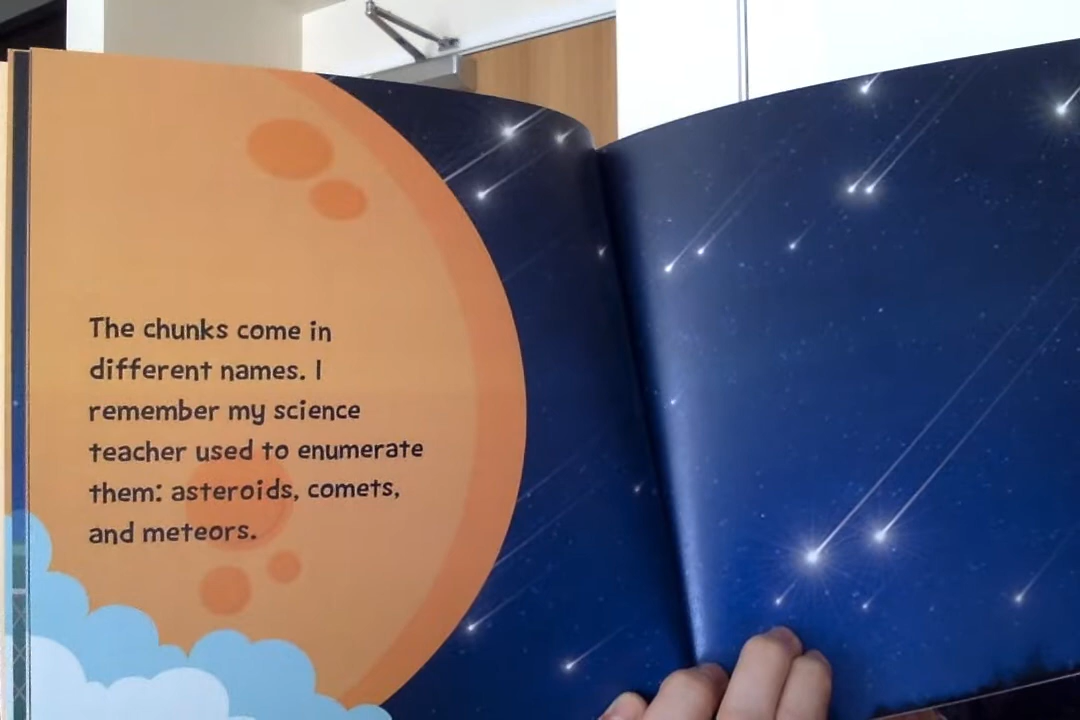 The chunks come in
different names. I
remember my science
teacher used to enumerate
them: asteroids, comets,
and meteors.